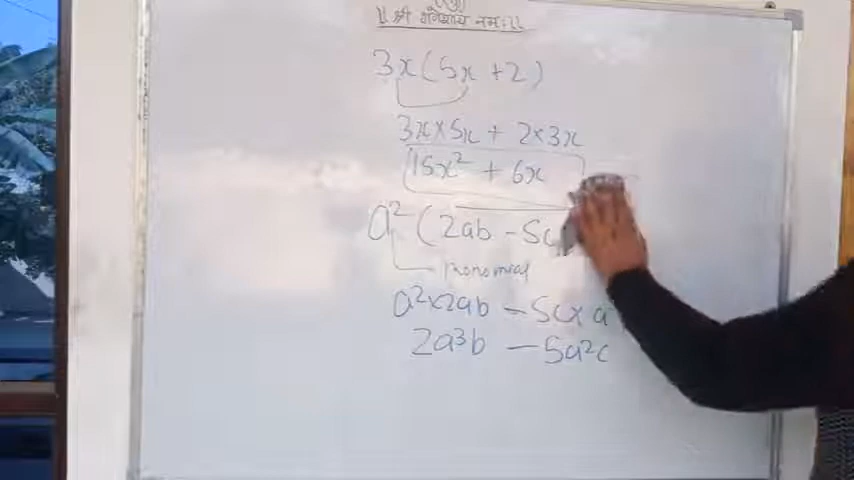 ॥ श्री गणेशाय नमः॥
3x(5x+2)
3x×5x + 2×3x
15x² + 6x
a²(2ab - 5c
monomial
a²×2ab - 5c×a
2a³b - 5a²c